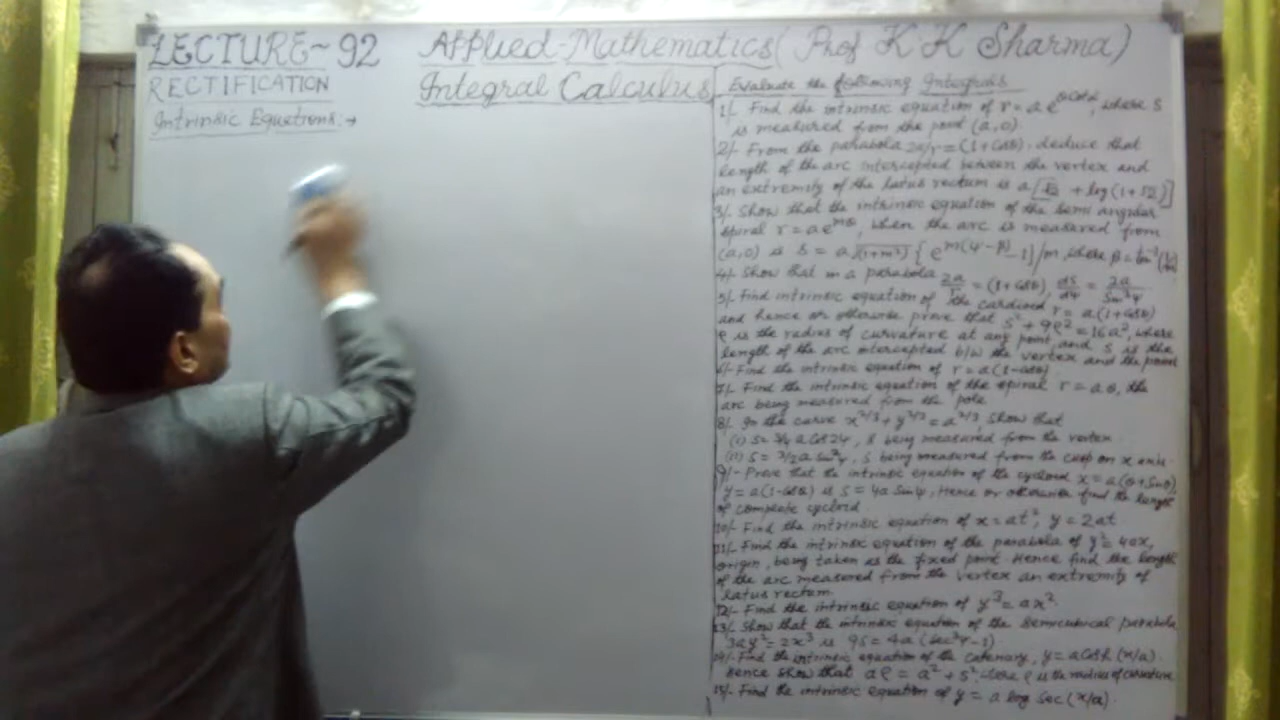 LECTURE~92
Applied-Mathematics( Prof K K Sharma)
RECTIFICATION
Integral Calculus
Intrinsic Equations:→
Evaluate the following Integrals
1/- Find the intrinsic equation of r = a e^θcotα, where s
is measured from the point (a,0).
2/- From the parabola 2a/r = (1+cosθ). deduce that
length of the arc intercepted between the vertex and
an extremity of the latus rectum is a[√2 + log(1+√2)]
3/- Show that the intrinsic equation of the semi angular
spiral r = a e^mθ, when the arc is measured from
(a,0) is s = a√(1+m²) { e^m(ψ-β) -1}/m, where β = tan⁻¹(1/m)
4/- Show that in a parabola 2a/r = (1+cosθ), ds/dψ = 2a/sin³ψ
5/- Find intrinsic equation of the cardioid r = a(1+cosθ)
and hence or otherwise prove that s²+9ρ² = 16a², where
ρ is the radius of curvature at any point, and s is the
length of the arc intercepted b/w the vertex and the point
6/- Find the intrinsic equation of r = a(1-cosθ)
7/- Find the intrinsic equation of the spiral r = aθ, the
arc being measured from the pole
8/- In the curve x^2/3 + y^2/3 = a^2/3, show that
(i) s = 3/4 a cos2ψ, s being measured from the vertex.
(ii) s = 3/2 a sin²ψ, s being measured from the cusp on x axis.
9/- Prove that the intrinsic equation of the cycloid x = a(θ+sinθ)
y = a(1-cosθ) is s = 4a sinψ, Hence or otherwise find the length
of complete cycloid
10/- Find the intrinsic equation of x = at², y = 2at
11/- Find the intrinsic equation of the parabola of y² = 4ax,
origin, being taken as the fixed point. Hence find the length
of the arc measured from the vertex an extremity of
latus rectum.
12/- Find the intrinsic equation of y³ = ax².
13/- Show that the intrinsic equation of the semicubical parabola
3ay² = 2x³ is 9s = 4a (sec³ψ-1)
14/- Find the intrinsic equation of the catenary, y = a cosh (x/a).
Hence show that aρ = a² + s², where ρ is the radius of curvature
15/- Find the intrinsic equation of y = a log sec (x/a).